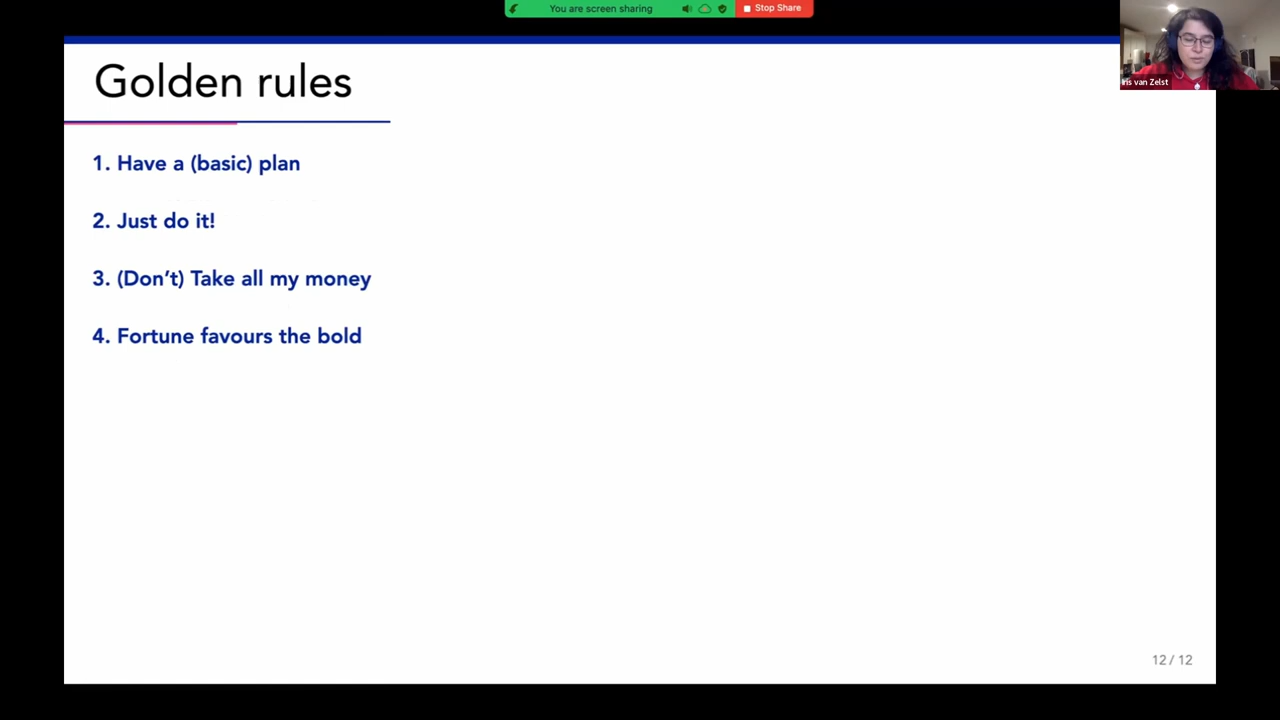 You are screen sharing
Stop Share
Iris van Zelst
Golden rules
1. Have a (basic) plan
2. Just do it!
3. (Don’t) Take all my money
4. Fortune favours the bold
12 / 12